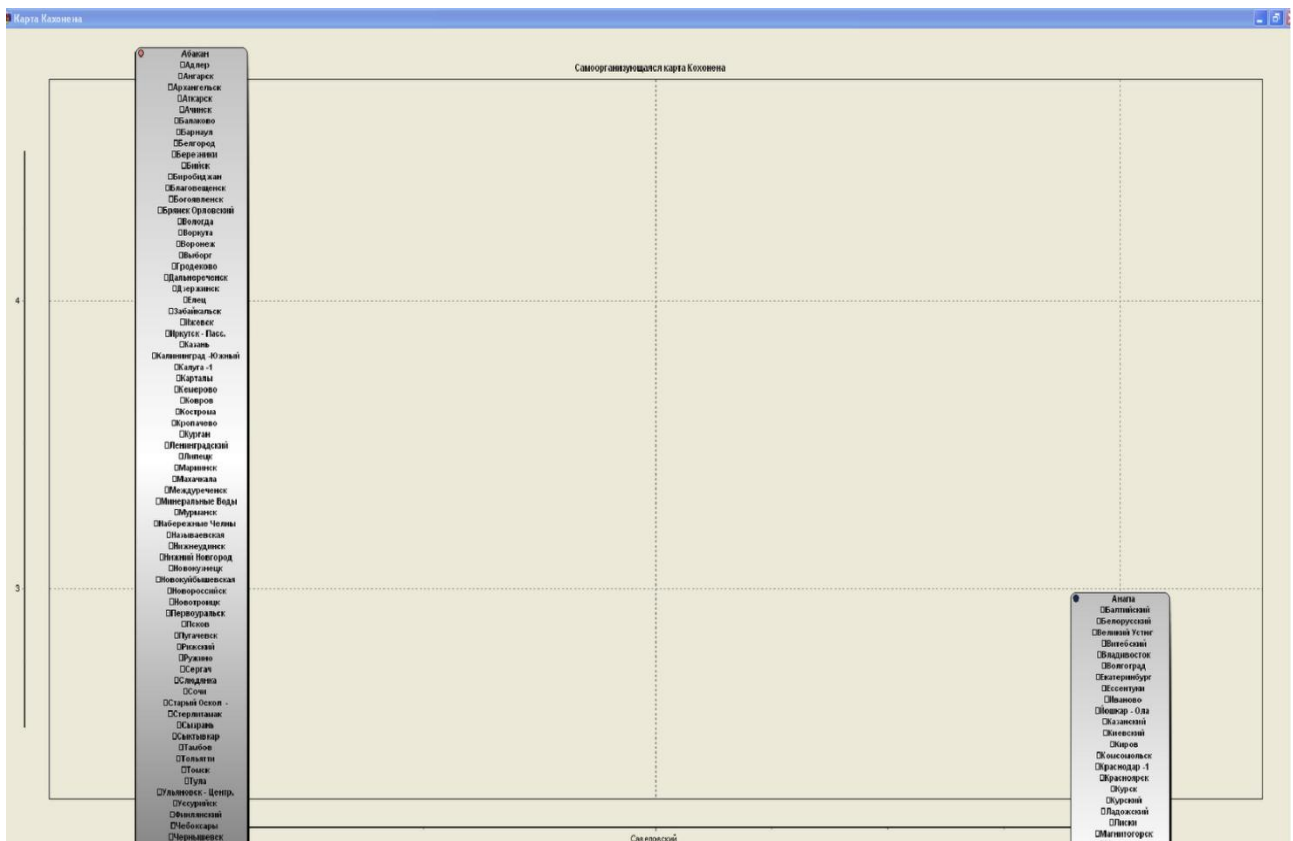 Карта Кохонена
Самоорганизующаяся карта Кохонена
Абакан
Адлер
Ангарск
Архангельск
Аткарск
Ачинск
Балаково
Барнаул
Белгород
Березники
Бийск
Биробиджан
Благовещенск
Богоявленск
Брянск Орловский
Вологда
Воркута
Воронеж
Выборг
Гродеково
Дальнереченск
Дзержинск
Елец
Забайкальск
Ижевск
Иркутск - Пасс.
Казань
Калининград -Южный
Калуга -1
Карталы
Кемерово
Ковров
Кострома
Кропачово
Курган
Ленинградский
Липецк
Мариинск
Махачкала
Междуреченск
Минеральные Воды
Мурманск
Набережные Челны
Называевская
Нижнеудинск
Нижний Новгород
Новокузнецк
Новокуйбышевская
Новороссийск
Новотроицк
Первоуральск
Псков
Пугачевск
Рижский
Ружино
Сергач
Слюдянка
Сочи
Старый Оскол -
Стерлитамак
Сызрань
Сыктывкар
Тамбов
Тольятти
Томск
Тула
Ульяновск - Центр.
Уссурийск
Финлянский
Чебоксары
Чернышевск
4
3
Анапа
Балтийский
Белорусский
Великий Устюг
Витебский
Владивосток
Волгоград
Екатеринбург
Ессентуки
Иваново
Йошкар - Ола
Казанский
Киевский
Киров
Комсомольск
Краснодар -1
Красноярск
Курск
Курский
Ладожский
Лиски
Магнитогорск
Савеловский